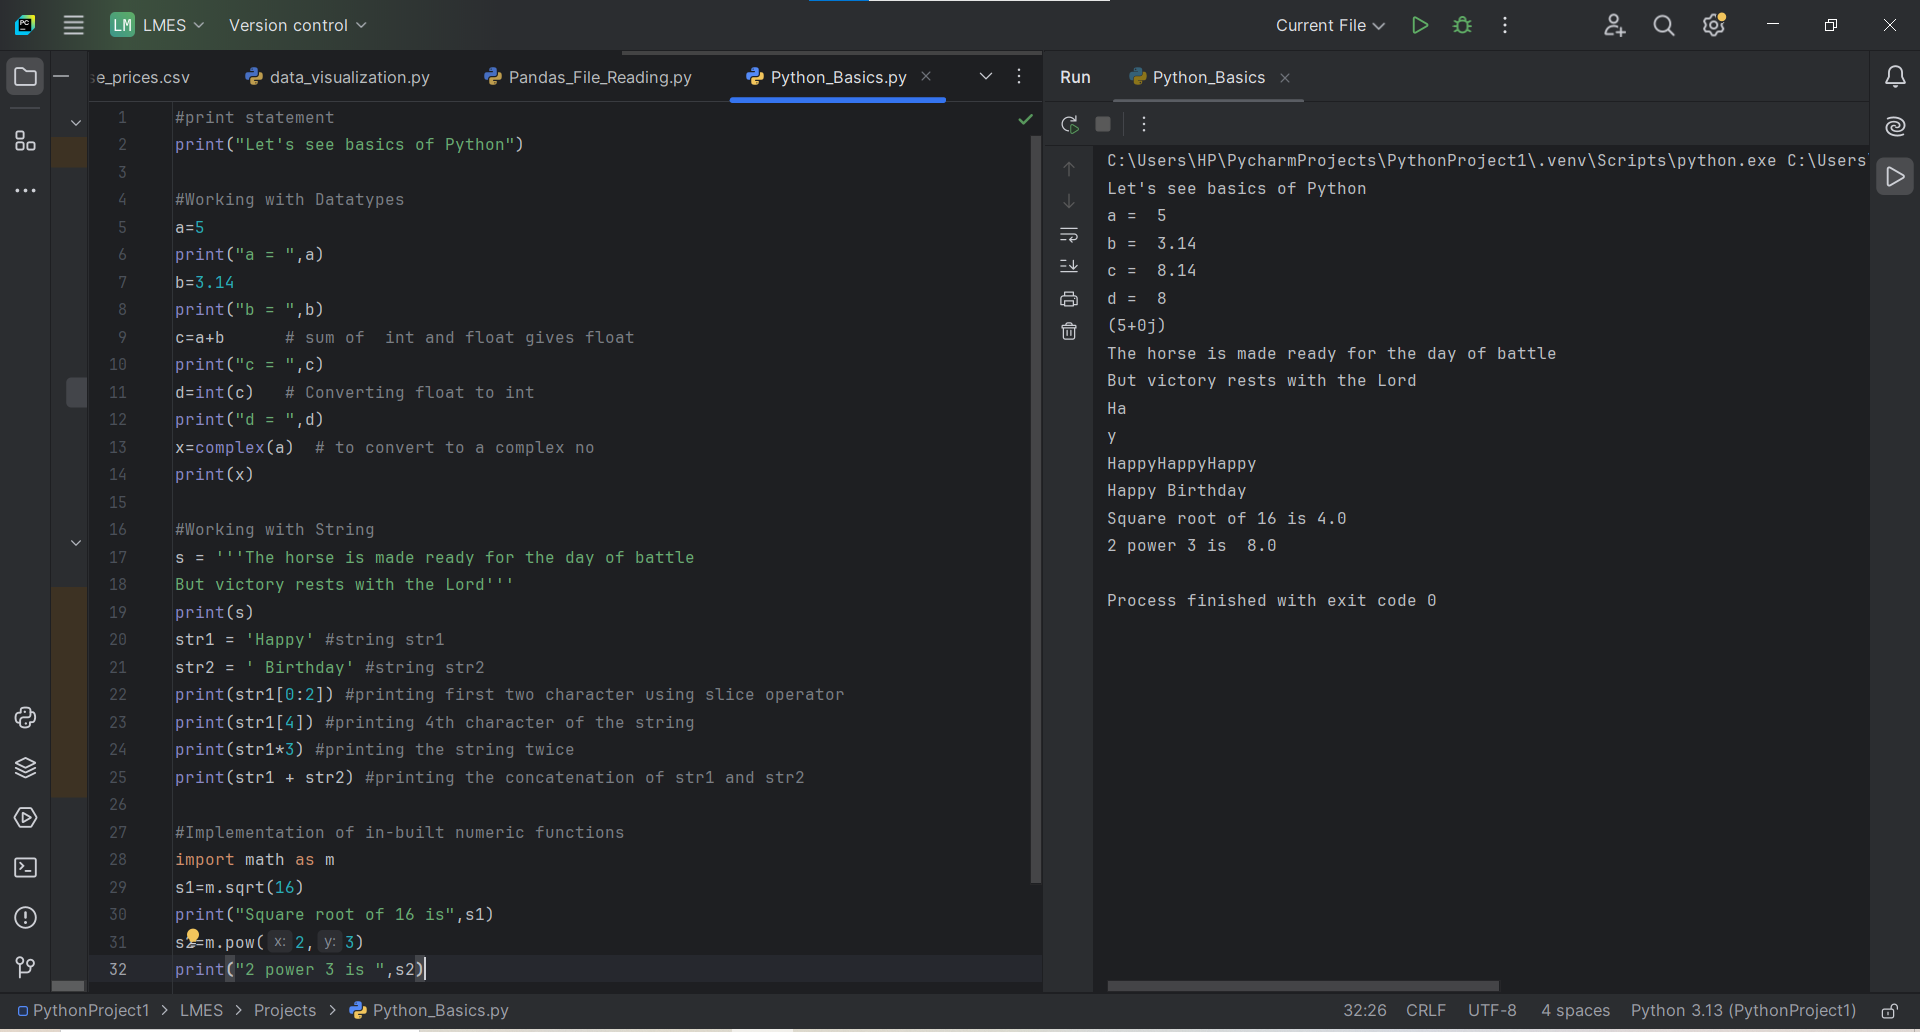 PC
LM LMES Version control Current File
se_prices.csv data_visualization.py Pandas_File_Reading.py Python_Basics.py Run Python_Basics
1 #print statement
2 print("Let's see basics of Python")
3
4 #Working with Datatypes
5 a=5
6 print("a = ",a)
7 b=3.14
8 print("b = ",b)
9 c=a+b      # sum of  int and float gives float
10 print("c = ",c)
11 d=int(c)   # Converting float to int
12 print("d = ",d)
13 x=complex(a)  # to convert to a complex no
14 print(x)
15
16 #Working with String
17 s = '''The horse is made ready for the day of battle
18 But victory rests with the Lord'''
19 print(s)
20 str1 = 'Happy' #string str1
21 str2 = ' Birthday' #string str2
22 print(str1[0:2]) #printing first two character using slice operator
23 print(str1[4]) #printing 4th character of the string
24 print(str1*3) #printing the string twice
25 print(str1 + str2) #printing the concatenation of str1 and str2
26
27 #Implementation of in-built numeric functions
28 import math as m
29 s1=m.sqrt(16)
30 print("Square root of 16 is",s1)
31 s2=m.pow( x: 2, y: 3)
32 print("2 power 3 is ",s2)
C:\Users\HP\PycharmProjects\PythonProject1\.venv\Scripts\python.exe C:\Users
Let's see basics of Python
a =  5
b =  3.14
c =  8.14
d =  8
(5+0j)
The horse is made ready for the day of battle
But victory rests with the Lord
Ha
y
HappyHappyHappy
Happy Birthday
Square root of 16 is 4.0
2 power 3 is  8.0
Process finished with exit code 0
PythonProject1 > LMES > Projects > Python_Basics.py 32:26 CRLF UTF-8 4 spaces Python 3.13 (PythonProject1)